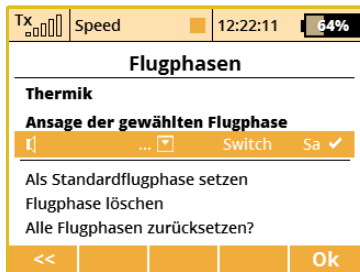 Tx Speed 12:22:11 64%
Flugphasen
Thermik
Ansage der gewählten Flugphase
... Switch Sa ✔
Als Standardflugphase setzen
Flugphase löschen
Alle Flugphasen zurücksetzen?
<< Ok